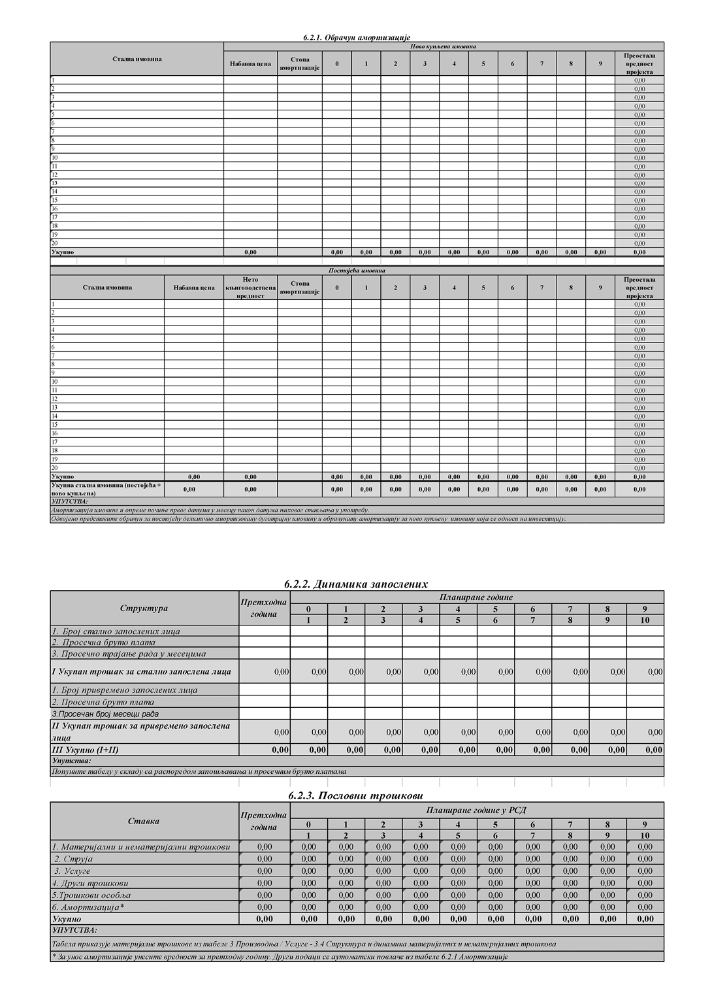 6.2.1. Обрачун амортизације
Стална имовина
Ново купљена имовина
Набавна цена Стопа амортизације 0 1 2 3 4 5 6 7 8 9 Преостала вредност пројекта
1 0,00
2 0,00
3 0,00
4 0,00
5 0,00
6 0,00
7 0,00
8 0,00
9 0,00
10 0,00
11 0,00
12 0,00
13 0,00
14 0,00
15 0,00
16 0,00
17 0,00
18 0,00
19 0,00
20 0,00
Укупно 0,00 0,00 0,00 0,00 0,00 0,00 0,00 0,00 0,00 0,00 0,00 0,00
Постојећа имовина
Стална имовина Набавна цена Нето књиговодствена вредност Стопа амортизације 0 1 2 3 4 5 6 7 8 9 Преостала вредност пројекта
1 0,00
2 0,00
3 0,00
4 0,00
5 0,00
6 0,00
7 0,00
8 0,00
9 0,00
10 0,00
11 0,00
12 0,00
13 0,00
14 0,00
15 0,00
16 0,00
17 0,00
18 0,00
19 0,00
20 0,00
Укупно 0,00 0,00 0,00 0,00 0,00 0,00 0,00 0,00 0,00 0,00 0,00 0,00 0,00
Укупна стална имовина (постојећа +
ново купљена) 0,00 0,00 0,00 0,00 0,00 0,00 0,00 0,00 0,00 0,00 0,00 0,00 0,00
УПУТСТВА:
Амортизација имовине и опреме почиње првог датума у месецу након датума њиховог стављања у употребу.
Одвојено представите обрачун за постојећу делимично амортизовану дуготрајну имовину и обрачунату амортизацију за ново купљену имовину која се односи на инвестицију.
6.2.2. Динамика запослених
Структура Претходна година Планиране године
0 1 2 3 4 5 6 7 8 9
1 2 3 4 5 6 7 8 9 10
1. Број стално запослених лица
2. Просечна бруто плата
3. Просечно трајање рада у месецима
I Укупан трошак за стално запослена лица 0,00 0,00 0,00 0,00 0,00 0,00 0,00 0,00 0,00 0,00 0,00
1. Број привремено запослених лица
2. Просечна бруто плата
3.Просечан број месеци рада
II Укупан трошак за привремено запослена
лица 0,00 0,00 0,00 0,00 0,00 0,00 0,00 0,00 0,00 0,00 0,00
III Укупно (I+II) 0,00 0,00 0,00 0,00 0,00 0,00 0,00 0,00 0,00 0,00 0,00
Упутства:
Попуните табелу у складу са распоредом запошљавања и просечним бруто платама
6.2.3. Пословни трошкови
Ставка Претходна година Планиране године у РСД
0 1 2 3 4 5 6 7 8 9
1 2 3 4 5 6 7 8 9 10
1. Материјални и нематеријални трошкови 0,00 0,00 0,00 0,00 0,00 0,00 0,00 0,00 0,00 0,00 0,00
2. Струја 0,00 0,00 0,00 0,00 0,00 0,00 0,00 0,00 0,00 0,00 0,00
3. Услуге 0,00 0,00 0,00 0,00 0,00 0,00 0,00 0,00 0,00 0,00 0,00
4. Други трошкови 0,00 0,00 0,00 0,00 0,00 0,00 0,00 0,00 0,00 0,00 0,00
5.Трошкови особља 0,00 0,00 0,00 0,00 0,00 0,00 0,00 0,00 0,00 0,00 0,00
6. Амортизација* 0,00 0,00 0,00 0,00 0,00 0,00 0,00 0,00 0,00 0,00 0,00
Укупно 0,00 0,00 0,00 0,00 0,00 0,00 0,00 0,00 0,00 0,00 0,00
УПУТСТВА:
Табела приказује материјалне трошкове из табеле 3 Производња / Услуге - 3.4 Структура и динамика материјалних и нематеријалних трошкова
* За унос амортизације унесите вредност за претходну годину. Други подаци се аутоматски повлаче из табеле 6.2.1 Амортизације